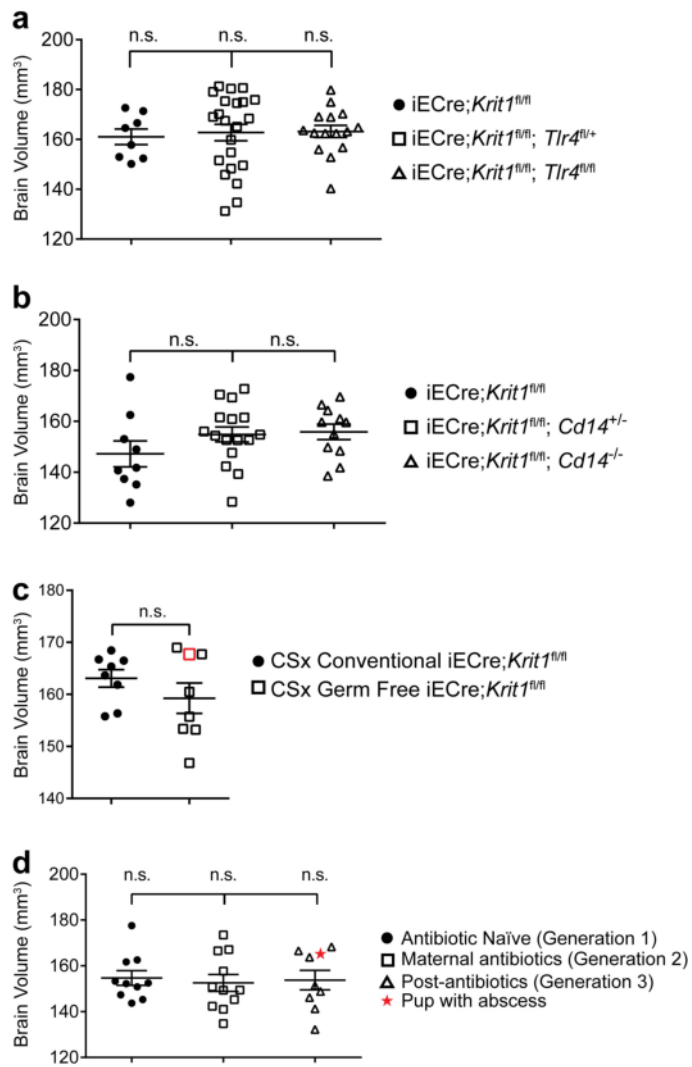 a
n.s. n.s. n.s.
Brain Volume (mm³)
200
180
160
140
120
iECre;Krit1fl/fl
iECre;Krit1fl/fl; Tlr4fl/+
iECre;Krit1fl/fl; Tlr4fl/fl
b
n.s. n.s.
Brain Volume (mm³)
200
180
160
140
120
iECre;Krit1fl/fl
iECre;Krit1fl/fl; Cd14+/-
iECre;Krit1fl/fl; Cd14-/-
c
n.s.
Brain Volume (mm³)
180
170
160
150
140
CSx Conventional iECre;Krit1fl/fl
CSx Germ Free iECre;Krit1fl/fl
d
n.s. n.s. n.s.
Brain Volume (mm³)
200
180
160
140
120
Antibiotic Naïve (Generation 1)
Maternal antibiotics (Generation 2)
Post-antibiotics (Generation 3)
Pup with abscess